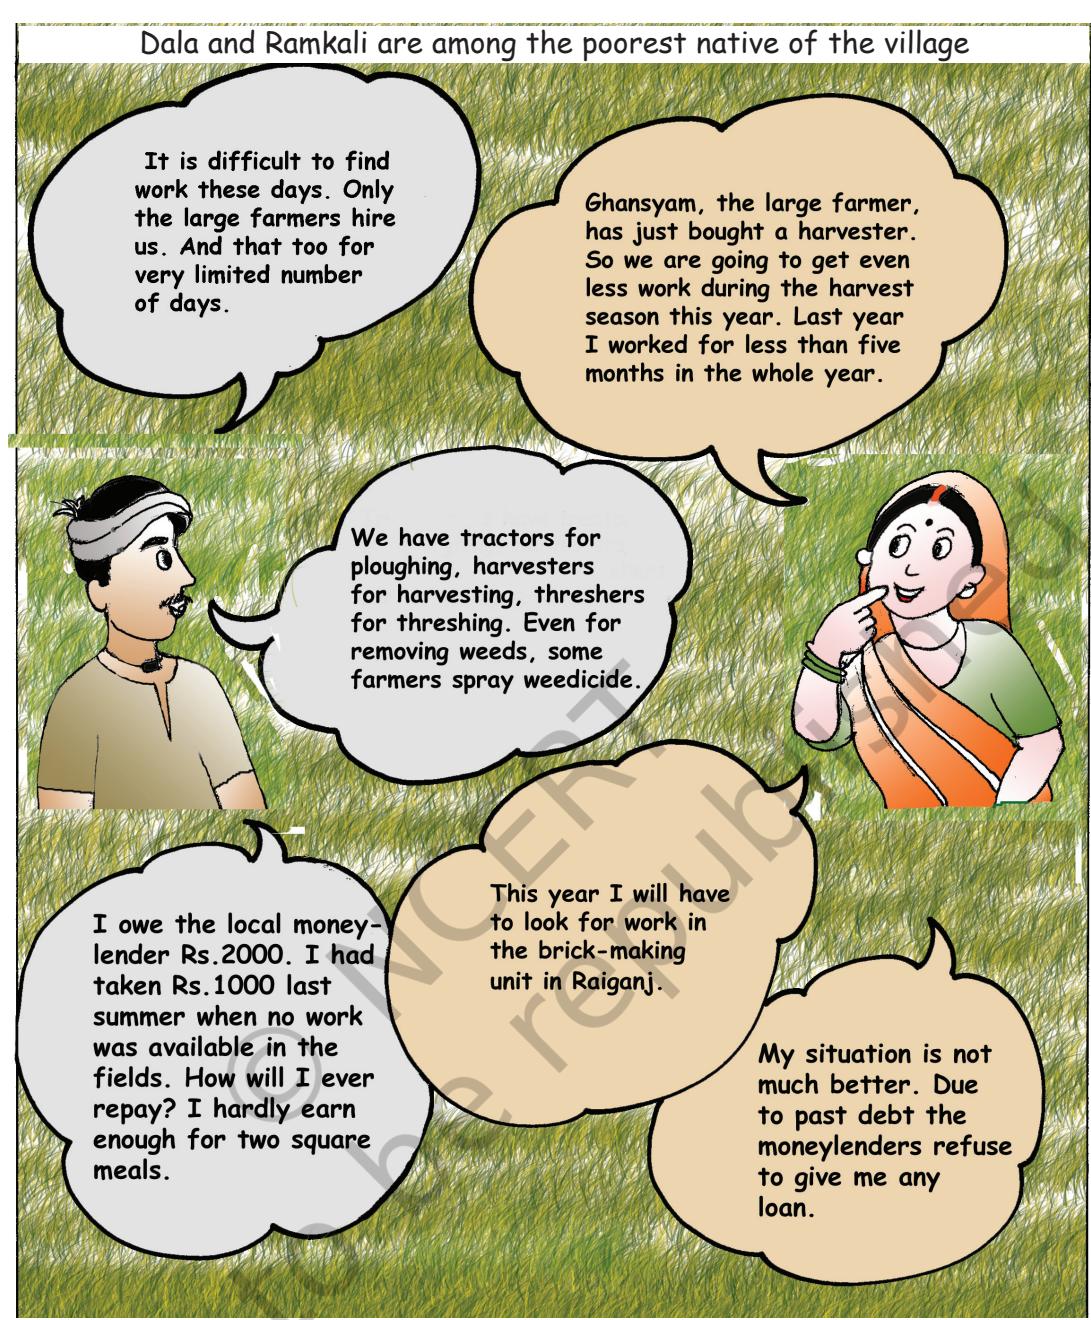 Dala and Ramkali are among the poorest native of the village
It is difficult to find
work these days. Only
the large farmers hire
us. And that too for
very limited number
of days.
Ghansyam, the large farmer,
has just bought a harvester.
So we are going to get even
less work during the harvest
season this year. Last year
I worked for less than five
months in the whole year.
We have tractors for
ploughing, harvesters
for harvesting, threshers
for threshing. Even for
removing weeds, some
farmers spray weedicide.
This year I will have
to look for work in
the brick-making
unit in Raiganj.
I owe the local money-
lender Rs.2000. I had
taken Rs.1000 last
summer when no work
was available in the
fields. How will I ever
repay? I hardly earn
enough for two square
meals.
My situation is not
much better. Due
to past debt the
moneylenders refuse
to give me any
loan.
© NCERT
to be republished